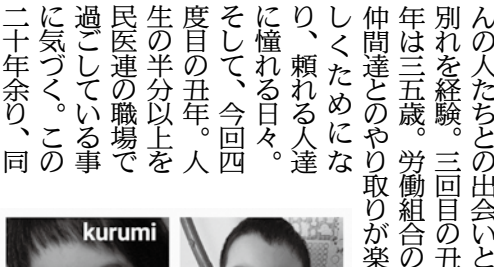 んの人たちとの出会いと
別れを経験。三回目の丑
年は三五歳。労働組合の
仲間達とのやり取りが楽
しくためにな
り、頼れる人達
に憧れる日々。
そして、今回四
度目の丑年。人
生の半分以上を
民医連の職場で
過ごしている事
に気づく。この
二十年余り、同
kurumi